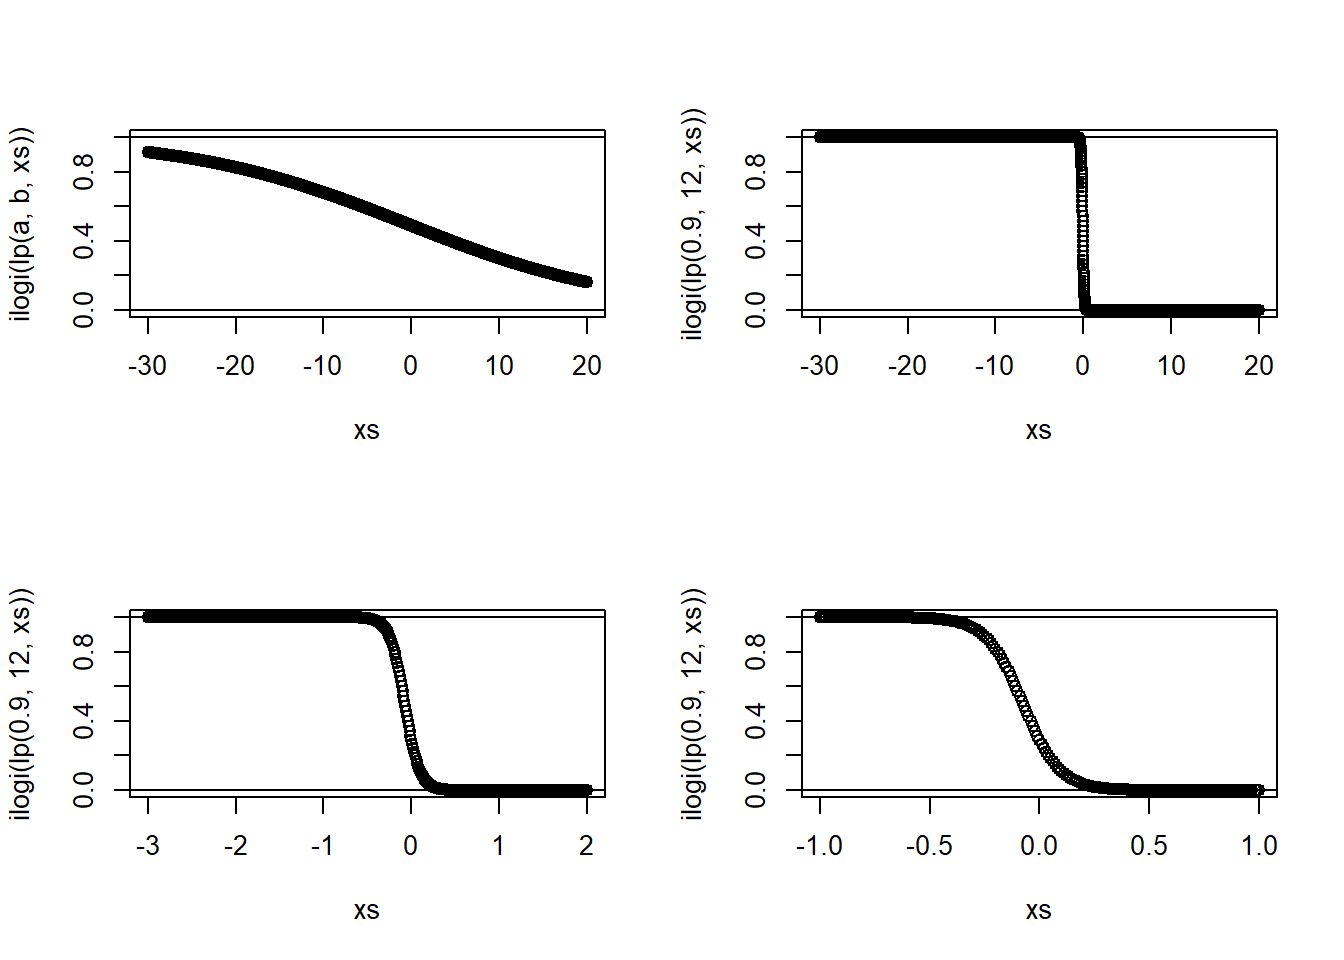 ilogi(lp(a, b, xs))
0.0 0.4 0.8
-30 -20 -10 0 10 20
xs
ilogi(lp(0.9, 12, xs))
0.0 0.4 0.8
-30 -20 -10 0 10 20
xs
ilogi(lp(0.9, 12, xs))
0.0 0.4 0.8
-3 -2 -1 0 1 2
xs
ilogi(lp(0.9, 12, xs))
0.0 0.4 0.8
-1.0 -0.5 0.0 0.5 1.0
xs